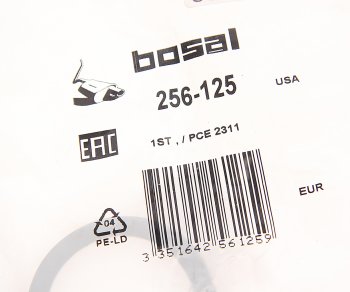 bosal
256-125
USA
EAC
1ST , / PCE 2311
EUR
04
PE-LD
3 351642 561259